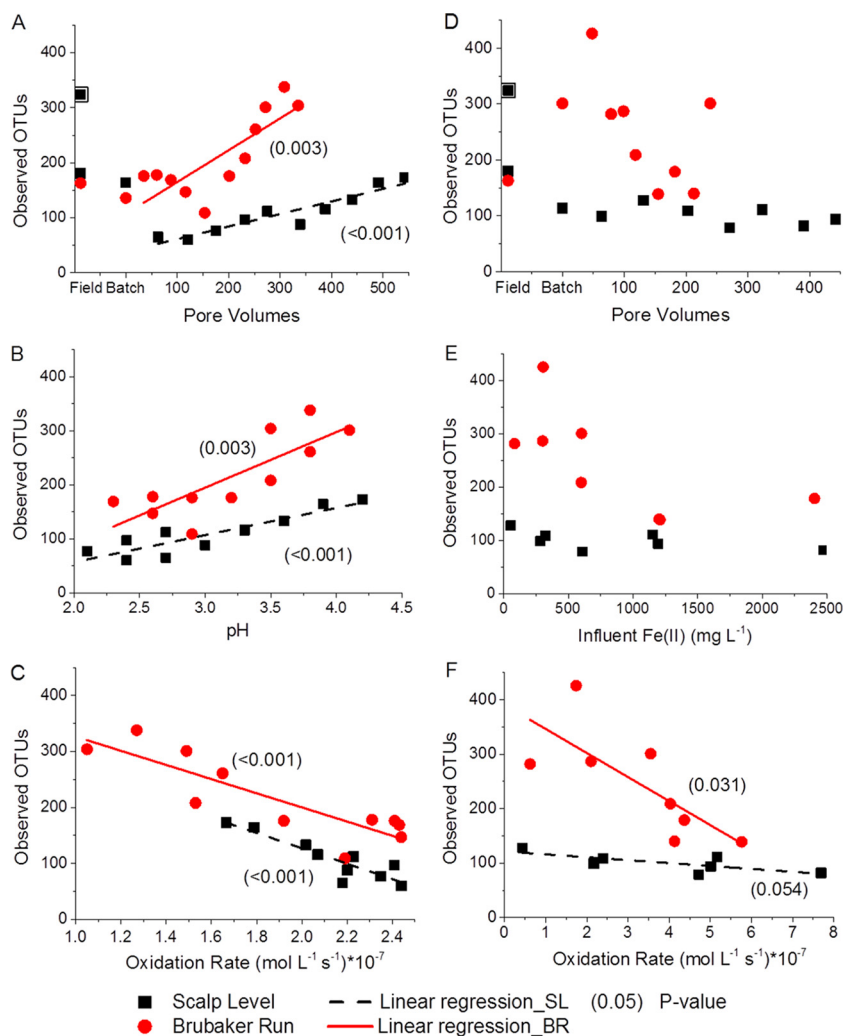 A
D
400
300
200
100
0
Observed OTUs
(0.003)
(<0.001)
Field Batch 100 200 300 400 500
Pore Volumes
400
300
200
100
0
Observed OTUs
Field Batch 100 200 300 400
Pore Volumes
B
E
400
300
200
100
0
Observed OTUs
(0.003)
(<0.001)
2.0 2.5 3.0 3.5 4.0 4.5
pH
400
300
200
100
0
Observed OTUs
0 500 1000 1500 2000 2500
Influent Fe(II) (mg L⁻¹)
C
F
400
300
200
100
0
Observed OTUs
(<0.001)
(<0.001)
1.0 1.2 1.4 1.6 1.8 2.0 2.2 2.4
Oxidation Rate (mol L⁻¹ s⁻¹)*10⁻⁷
400
300
200
100
0
Observed OTUs
(0.031)
(0.054)
0 1 2 3 4 5 6 7 8
Oxidation Rate (mol L⁻¹ s⁻¹)*10⁻⁷
Scalp Level Linear regression_SL (0.05) P-value
Brubaker Run Linear regression_BR